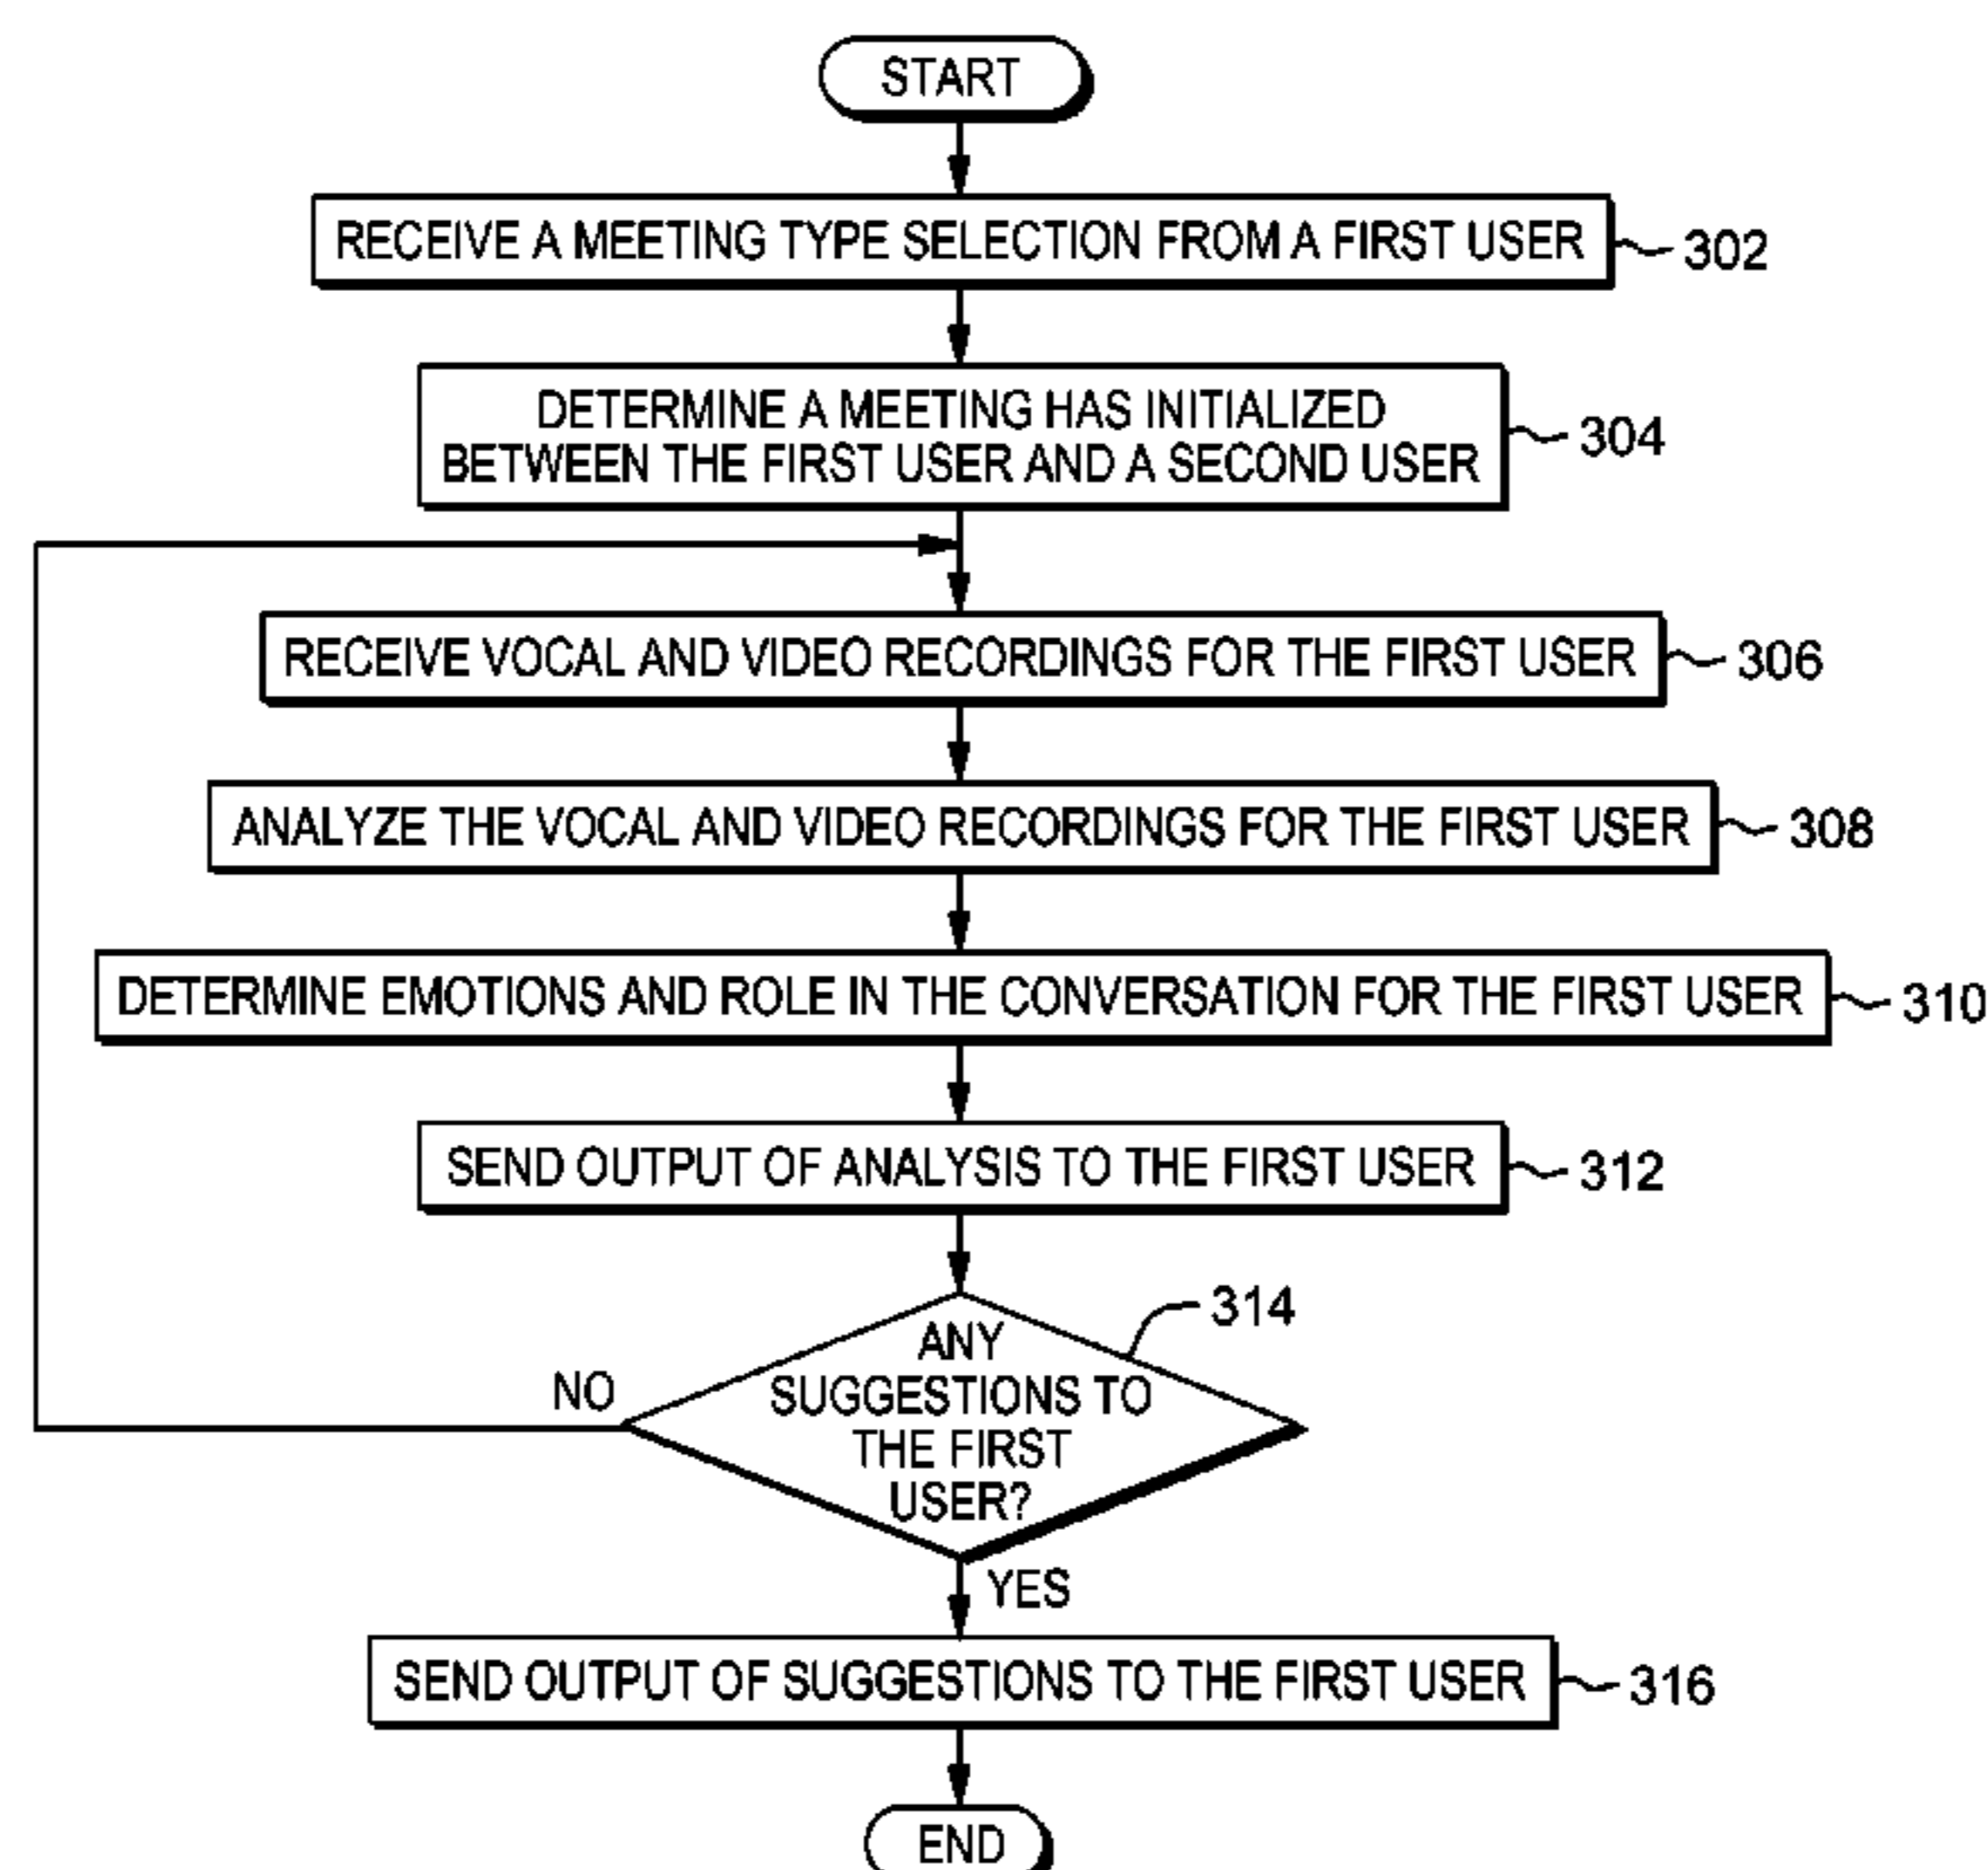 START
RECEIVE A MEETING TYPE SELECTION FROM A FIRST USER
302
DETERMINE A MEETING HAS INITIALIZED
BETWEEN THE FIRST USER AND A SECOND USER
304
RECEIVE VOCAL AND VIDEO RECORDINGS FOR THE FIRST USER
306
ANALYZE THE VOCAL AND VIDEO RECORDINGS FOR THE FIRST USER
308
DETERMINE EMOTIONS AND ROLE IN THE CONVERSATION FOR THE FIRST USER
310
SEND OUTPUT OF ANALYSIS TO THE FIRST USER
312
314
ANY
SUGGESTIONS TO
THE FIRST
USER?
NO
YES
SEND OUTPUT OF SUGGESTIONS TO THE FIRST USER
316
END